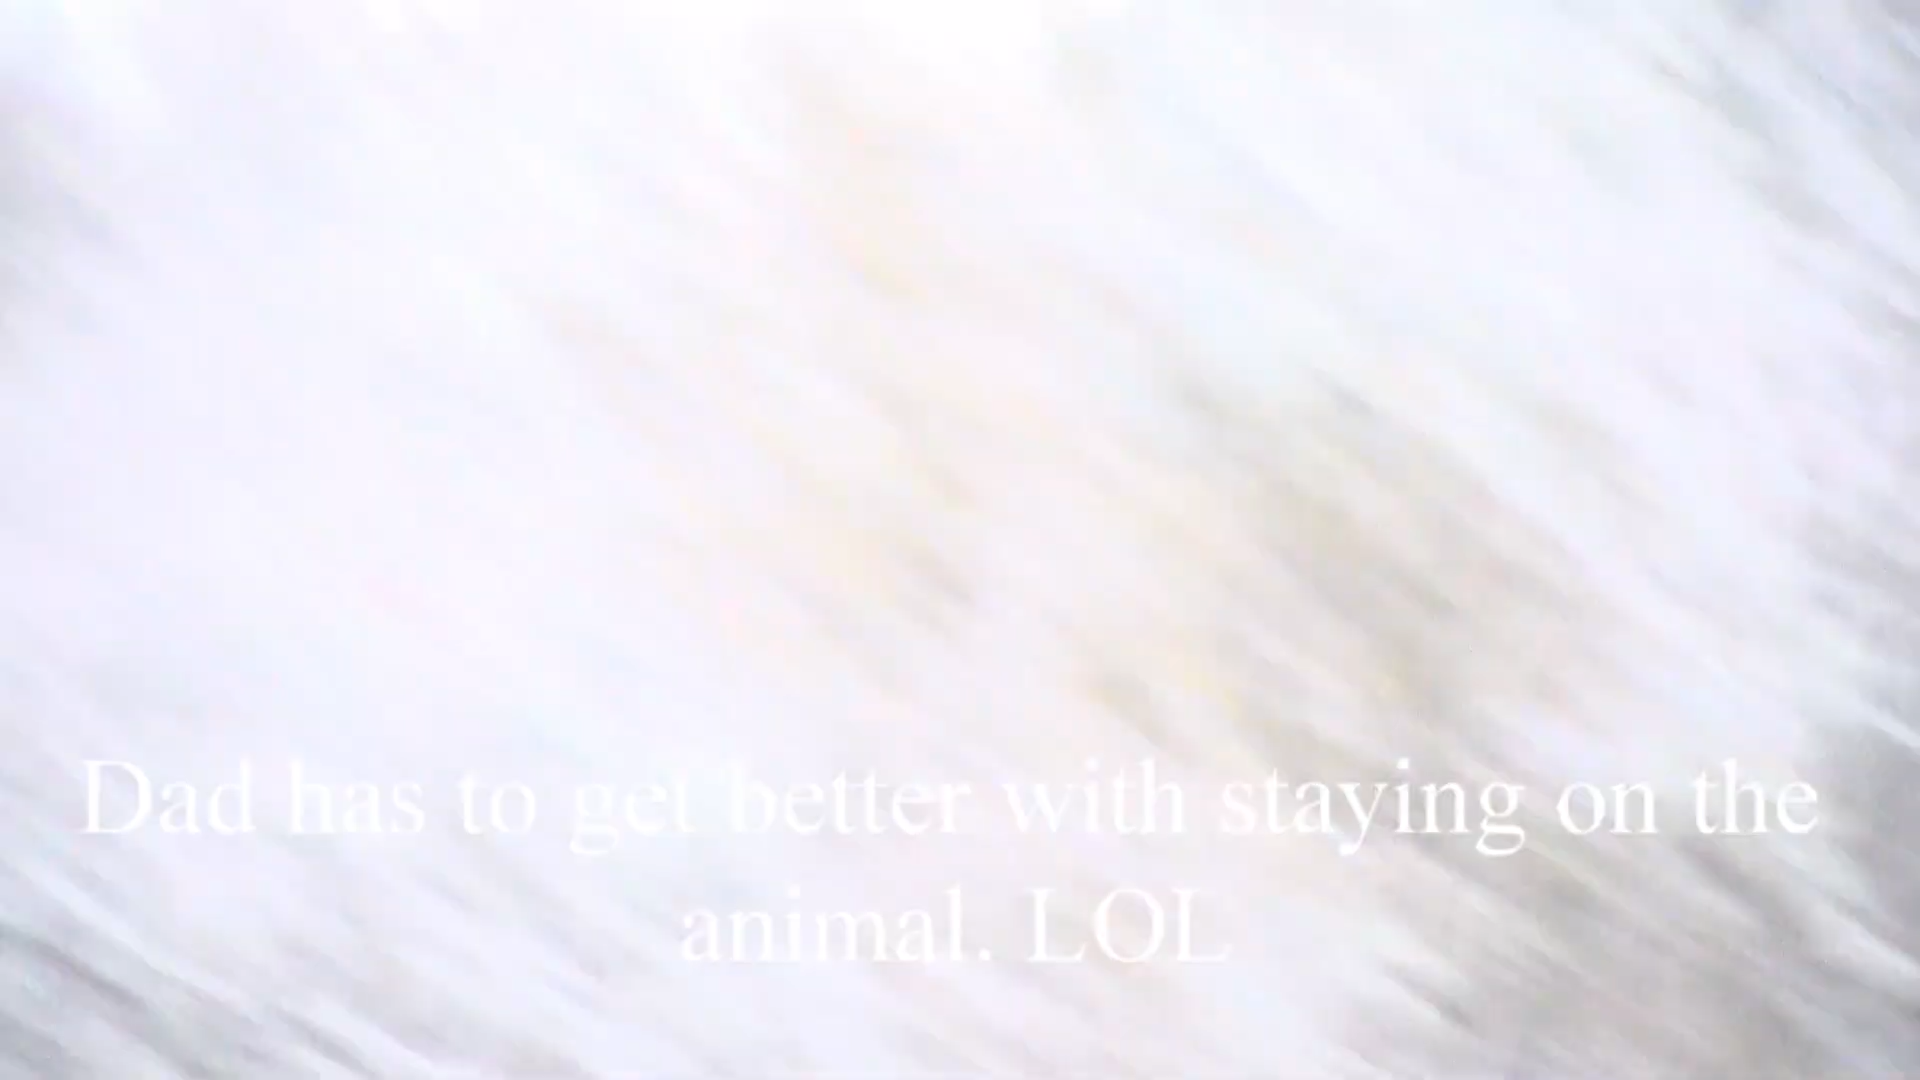 Dad has to get better with staying on the
animal. LOL